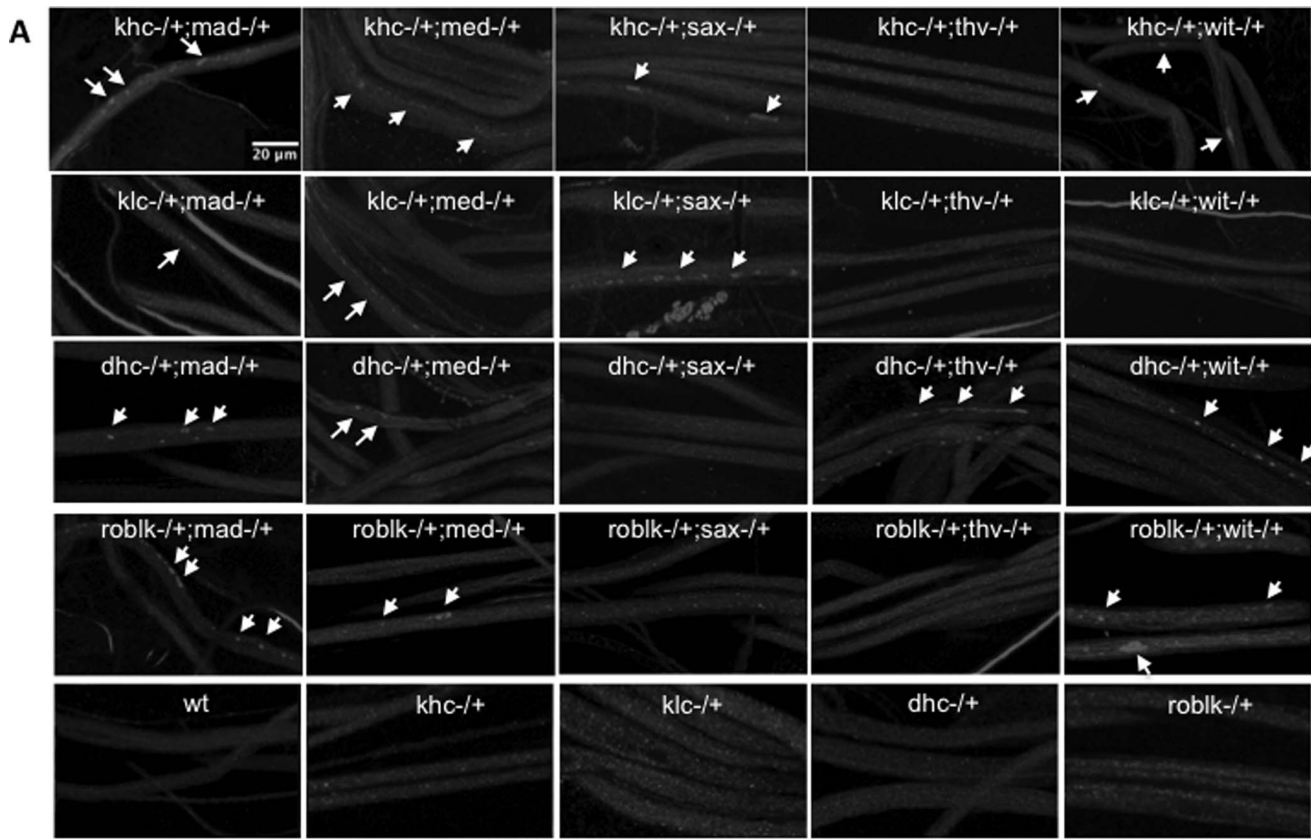 A
khc-/+;mad-/+
khc-/+;med-/+
khc-/+;sax-/+
khc-/+;thv-/+
khc-/+;wit-/+
20 μm
klc-/+;mad-/+
klc-/+;med-/+
klc-/+;sax-/+
klc-/+;thv-/+
klc-/+;wit-/+
dhc-/+;mad-/+
dhc-/+;med-/+
dhc-/+;sax-/+
dhc-/+;thv-/+
dhc-/+;wit-/+
roblk-/+;mad-/+
roblk-/+;med-/+
roblk-/+;sax-/+
roblk-/+;thv-/+
roblk-/+;wit-/+
wt
khc-/+
klc-/+
dhc-/+
roblk-/+